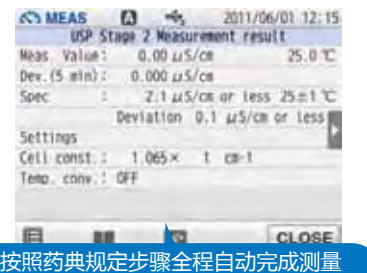 MEAS A 2011/06/01 12:15
USP Stage 2 Measurement result
Meas. Value: 0.00 μS/cm 25.0 ℃
Dev.(5 min): 0.000 μS/cm
Spec : 2.1 μS/cm or less 25±1 ℃
Deviation 0.1 μS/cm or less
Settings
Cell const.: 1.065× 1 cm-1
Temp. conv.: OFF
CLOSE
按照药典规定步骤全程自动完成测量